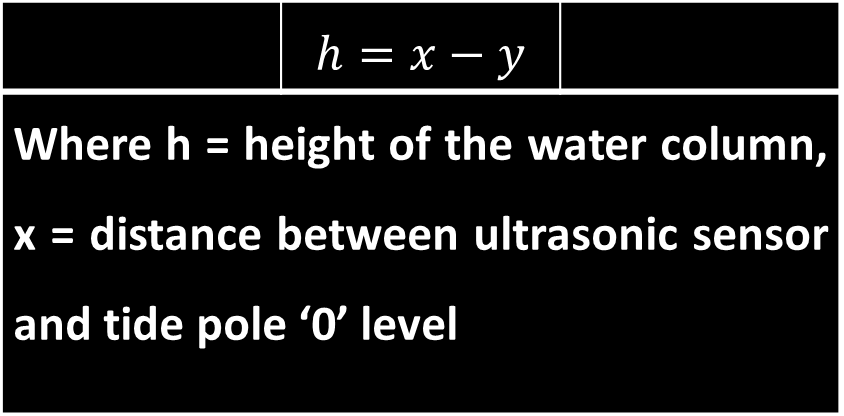 h = x − y
Where h = height of the water column,
x = distance between ultrasonic sensor
and tide pole ‘0’ level